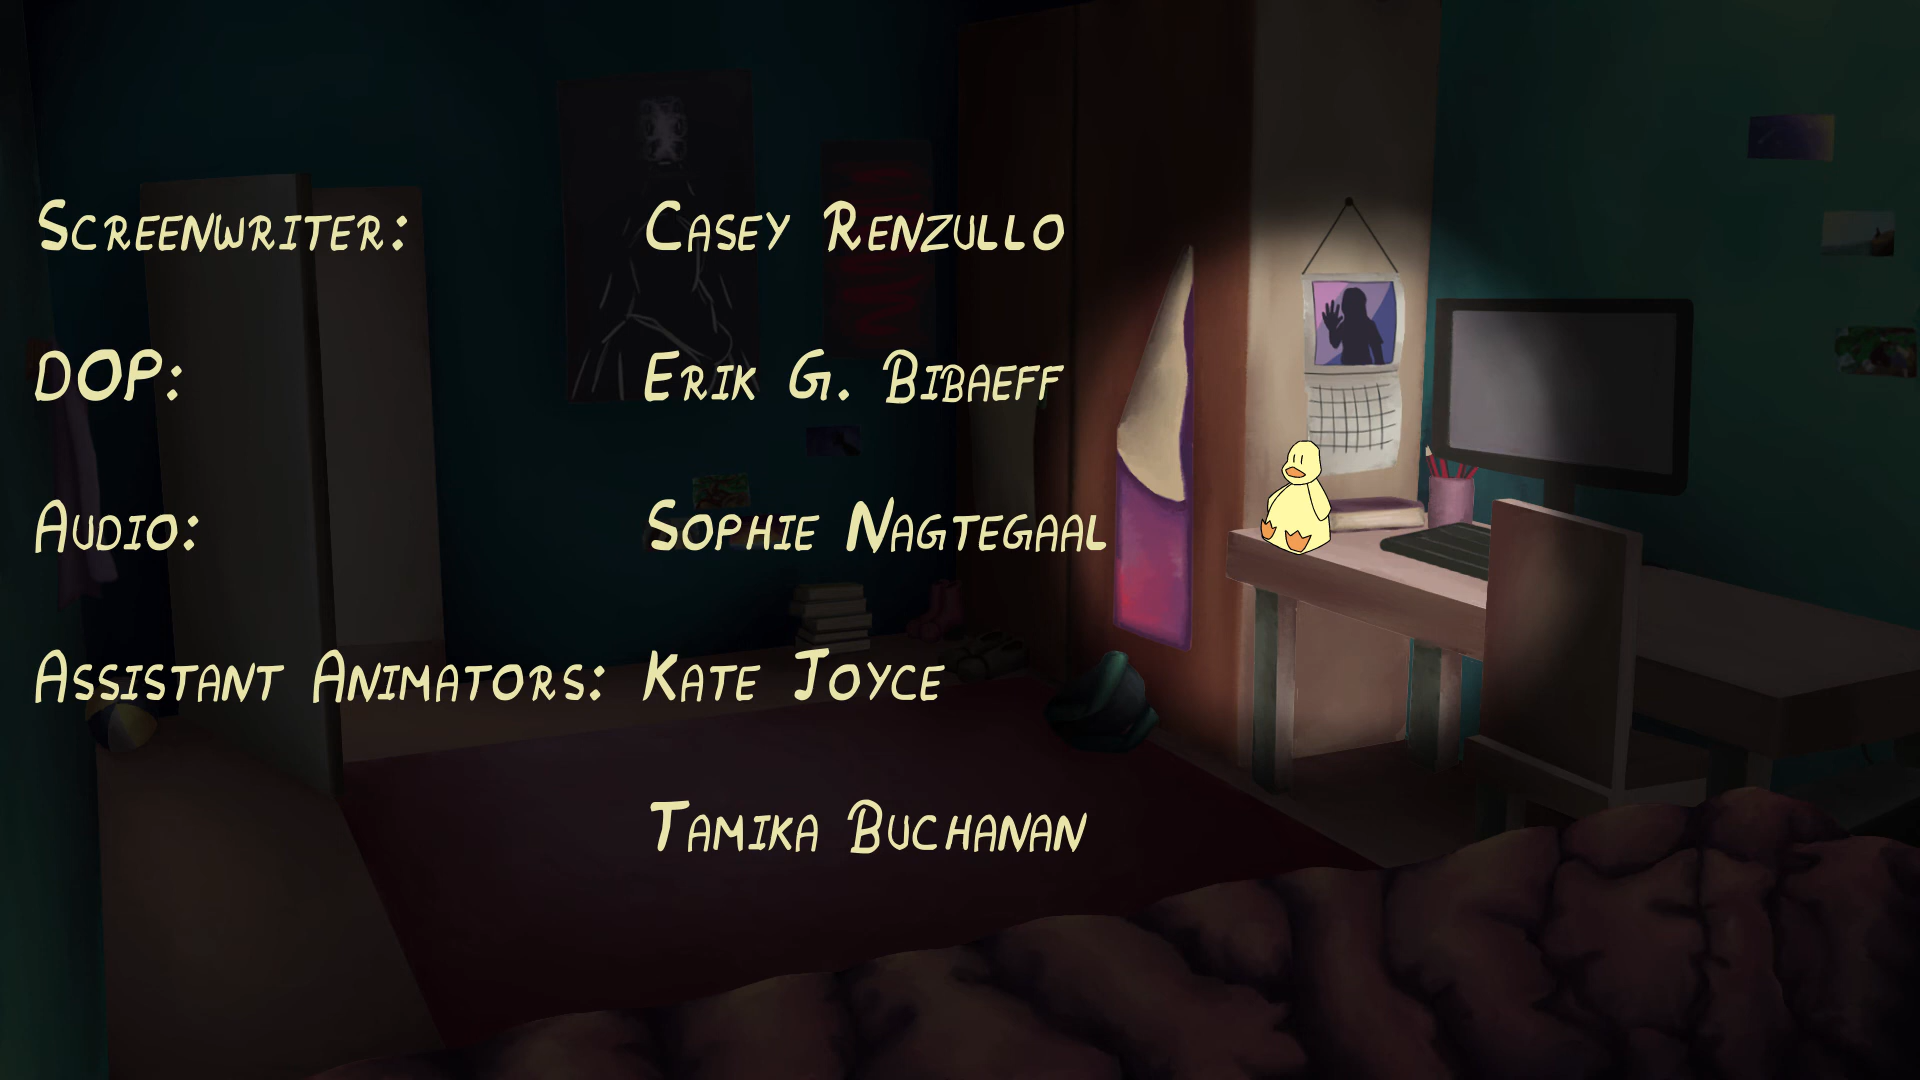 Screenwriter: Casey Renzullo
DOP: Erik G. Bibaeff
Audio: Sophie Nagtegaal
Assistant Animators: Kate Joyce
Tamika Buchanan